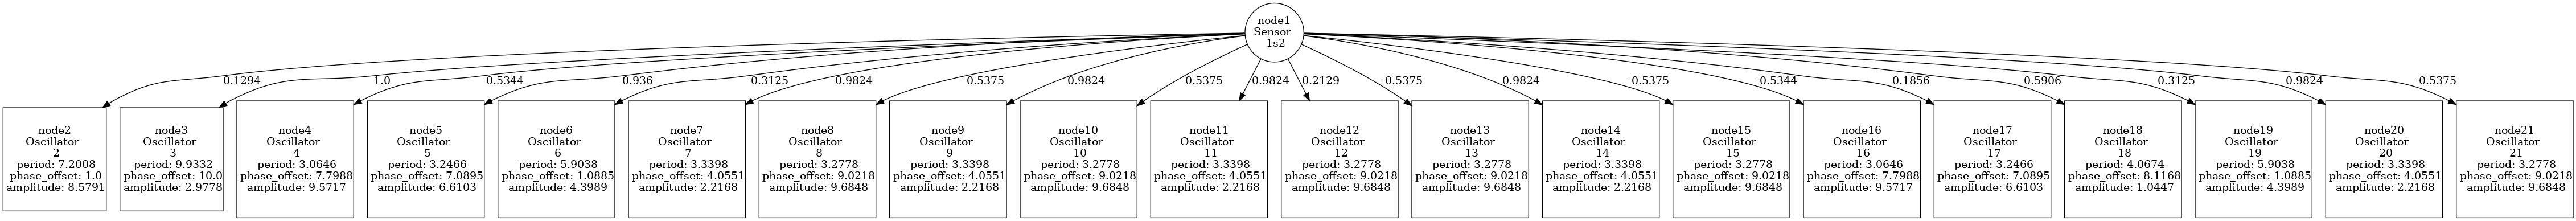 node1
Sensor
1s2
0.1294
1.0
-0.5344
0.936
-0.3125
0.9824
-0.5375
0.9824
-0.5375
0.9824
0.2129
-0.5375
0.9824
-0.5375
-0.5344
0.1856
0.5906
-0.3125
0.9824
-0.5375
node2
Oscillator
2
period: 7.2008
phase_offset: 1.0
amplitude: 8.5791
node3
Oscillator
3
period: 9.9332
phase_offset: 10.0
amplitude: 2.9778
node4
Oscillator
4
period: 3.0646
phase_offset: 7.7988
amplitude: 9.5717
node5
Oscillator
5
period: 3.2466
phase_offset: 7.0895
amplitude: 6.6103
node6
Oscillator
6
period: 5.9038
phase_offset: 1.0885
amplitude: 4.3989
node7
Oscillator
7
period: 3.3398
phase_offset: 4.0551
amplitude: 2.2168
node8
Oscillator
8
period: 3.2778
phase_offset: 9.0218
amplitude: 9.6848
node9
Oscillator
9
period: 3.3398
phase_offset: 4.0551
amplitude: 2.2168
node10
Oscillator
10
period: 3.2778
phase_offset: 9.0218
amplitude: 9.6848
node11
Oscillator
11
period: 3.3398
phase_offset: 4.0551
amplitude: 2.2168
node12
Oscillator
12
period: 3.2778
phase_offset: 9.0218
amplitude: 9.6848
node13
Oscillator
13
period: 3.2778
phase_offset: 9.0218
amplitude: 9.6848
node14
Oscillator
14
period: 3.3398
phase_offset: 4.0551
amplitude: 2.2168
node15
Oscillator
15
period: 3.2778
phase_offset: 9.0218
amplitude: 9.6848
node16
Oscillator
16
period: 3.0646
phase_offset: 7.7988
amplitude: 9.5717
node17
Oscillator
17
period: 3.2466
phase_offset: 7.0895
amplitude: 6.6103
node18
Oscillator
18
period: 4.0674
phase_offset: 8.1168
amplitude: 1.0447
node19
Oscillator
19
period: 5.9038
phase_offset: 1.0885
amplitude: 4.3989
node20
Oscillator
20
period: 3.3398
phase_offset: 4.0551
amplitude: 2.2168
node21
Oscillator
21
period: 3.2778
phase_offset: 9.0218
amplitude: 9.6848